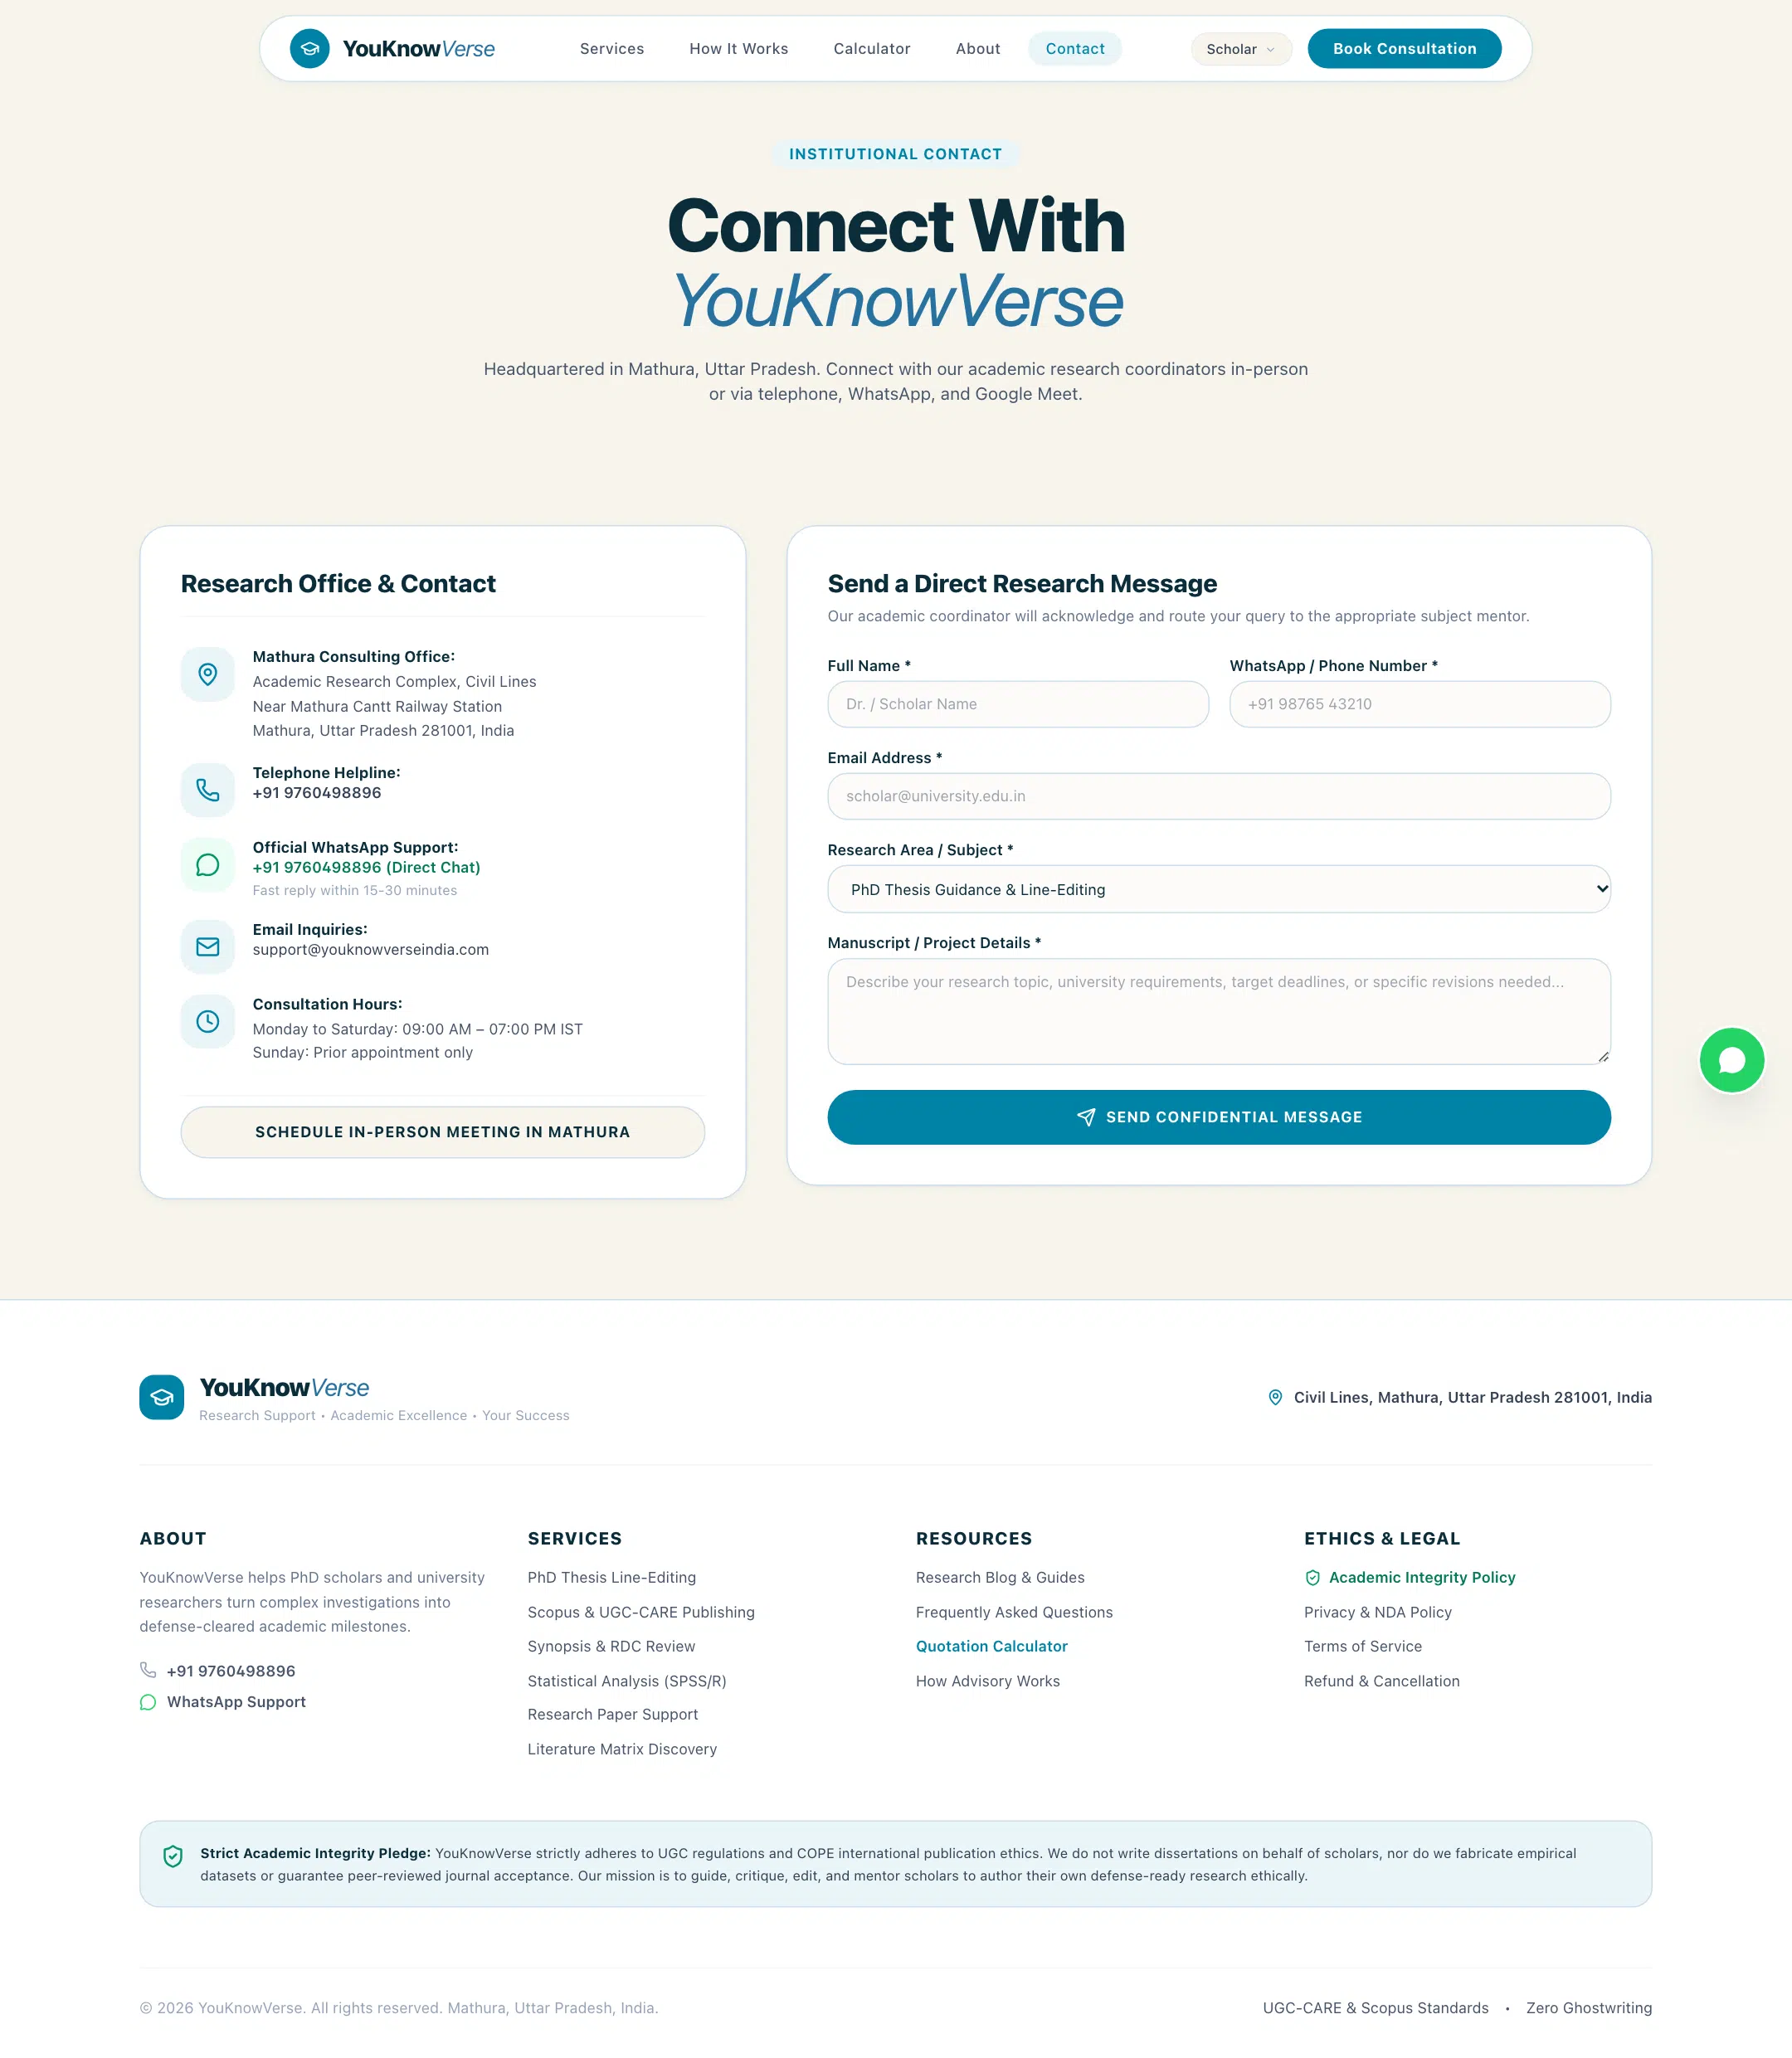 YouKnowVerse
Services
How It Works
Calculator
About
Contact
Scholar
Book Consultation
INSTITUTIONAL CONTACT
Connect With
YouKnowVerse
Headquartered in Mathura, Uttar Pradesh. Connect with our academic research coordinators in-person
or via telephone, WhatsApp, and Google Meet.
Research Office & Contact
Mathura Consulting Office:
Academic Research Complex, Civil Lines
Near Mathura Cantt Railway Station
Mathura, Uttar Pradesh 281001, India
Telephone Helpline:
+91 9760498896
Official WhatsApp Support:
+91 9760498896 (Direct Chat)
Fast reply within 15-30 minutes
Email Inquiries:
support@youknowverseindia.com
Consultation Hours:
Monday to Saturday: 09:00 AM – 07:00 PM IST
Sunday: Prior appointment only
SCHEDULE IN-PERSON MEETING IN MATHURA
Send a Direct Research Message
Our academic coordinator will acknowledge and route your query to the appropriate subject mentor.
Full Name *
Dr. / Scholar Name
WhatsApp / Phone Number *
+91 98765 43210
Email Address *
scholar@university.edu.in
Research Area / Subject *
PhD Thesis Guidance & Line-Editing
Manuscript / Project Details *
Describe your research topic, university requirements, target deadlines, or specific revisions needed...
SEND CONFIDENTIAL MESSAGE
YouKnowVerse
Research Support • Academic Excellence • Your Success
Civil Lines, Mathura, Uttar Pradesh 281001, India
ABOUT
YouKnowVerse helps PhD scholars and university
researchers turn complex investigations into
defense-cleared academic milestones.
+91 9760498896
WhatsApp Support
SERVICES
PhD Thesis Line-Editing
Scopus & UGC-CARE Publishing
Synopsis & RDC Review
Statistical Analysis (SPSS/R)
Research Paper Support
Literature Matrix Discovery
RESOURCES
Research Blog & Guides
Frequently Asked Questions
Quotation Calculator
How Advisory Works
ETHICS & LEGAL
Academic Integrity Policy
Privacy & NDA Policy
Terms of Service
Refund & Cancellation
Strict Academic Integrity Pledge: YouKnowVerse strictly adheres to UGC regulations and COPE international publication ethics. We do not write dissertations on behalf of scholars, nor do we fabricate empirical
datasets or guarantee peer-reviewed journal acceptance. Our mission is to guide, critique, edit, and mentor scholars to author their own defense-ready research ethically.
© 2026 YouKnowVerse. All rights reserved. Mathura, Uttar Pradesh, India.
UGC-CARE & Scopus Standards • Zero Ghostwriting